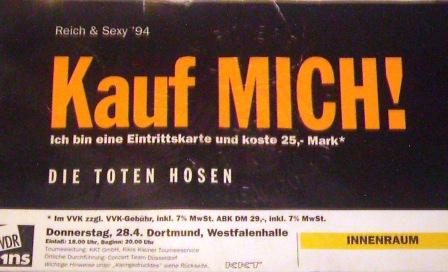 Reich & Sexy '94
Kauf MICH!
Ich bin eine Eintrittskarte und koste 25,- Mark*
DIE TOTEN HOSEN
* Im VVK zzgl. VVK-Gebühr, inkl. 7% MwSt. ABK DM 29,-, inkl. 7% MwSt.
Donnerstag, 28.4. Dortmund, Westfalenhalle
Einlaß: 18.00 Uhr, Beginn: 20.00 Uhr
Tourneeleitung: KKT GmbH, Kikis Kleiner Tourneeservice
Örtliche Durchführung: Concert Team Düsseldorf
Wichtige Hinweise unter „Kleingedrucktes“ siehe Rückseite.
KKT
INNENRAUM
WDR
1ns